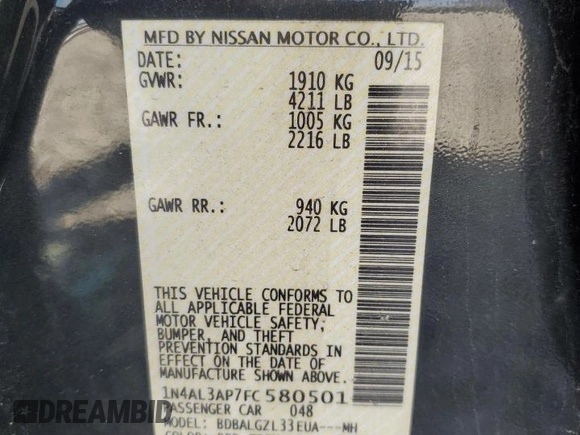 MFD BY NISSAN MOTOR CO., LTD.
DATE: 09/15
GVWR: 1910 KG
4211 LB
GAWR FR.: 1005 KG
2216 LB
GAWR RR.: 940 KG
2072 LB
THIS VEHICLE CONFORMS TO
ALL APPLICABLE FEDERAL
MOTOR VEHICLE SAFETY,
BUMPER, AND THEFT
PREVENTION STANDARDS IN
EFFECT ON THE DATE OF
MANUFACTURE SHOWN ABOVE.
1N4AL3AP7FC580501
PASSENGER CAR 048
MODEL: BDBALGZL33EUA---MH
DREAMBID